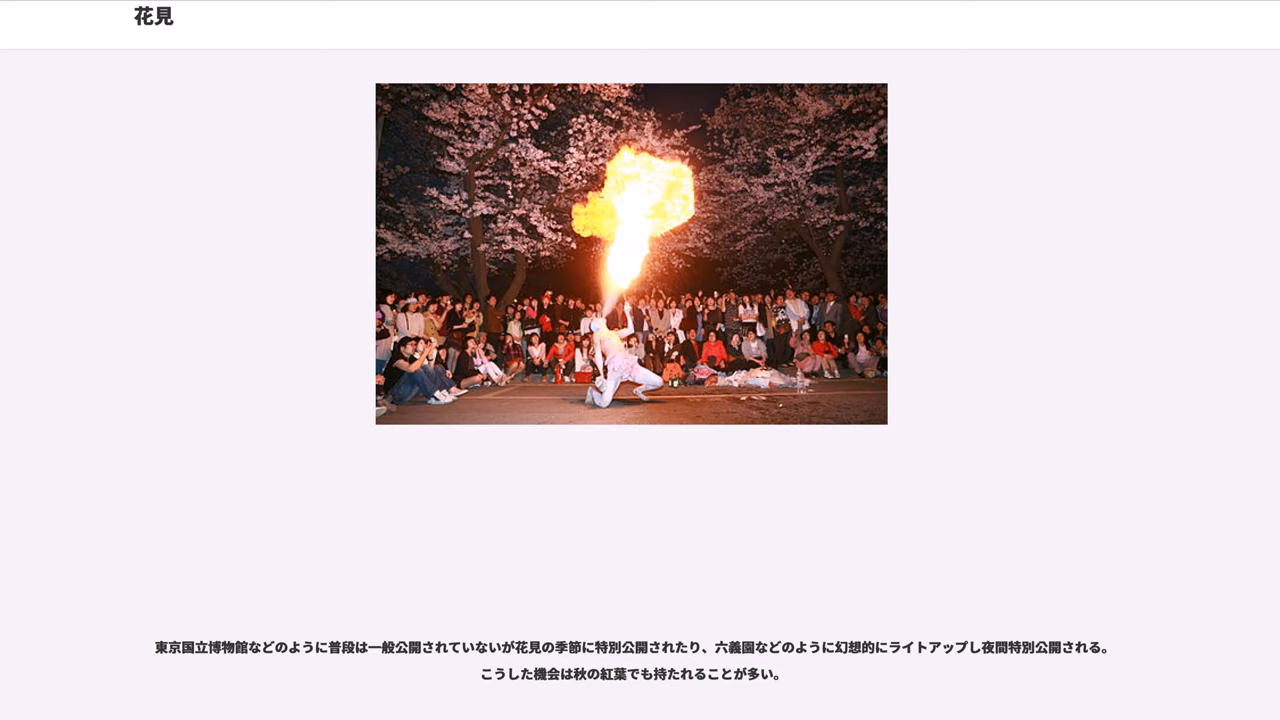 花見
東京国立博物館などのように普段は一般公開されていないが花見の季節に特別公開されたり、六義園などのように幻想的にライトアップし夜間特別公開される。
こうした機会は秋の紅葉でも持たれることが多い。